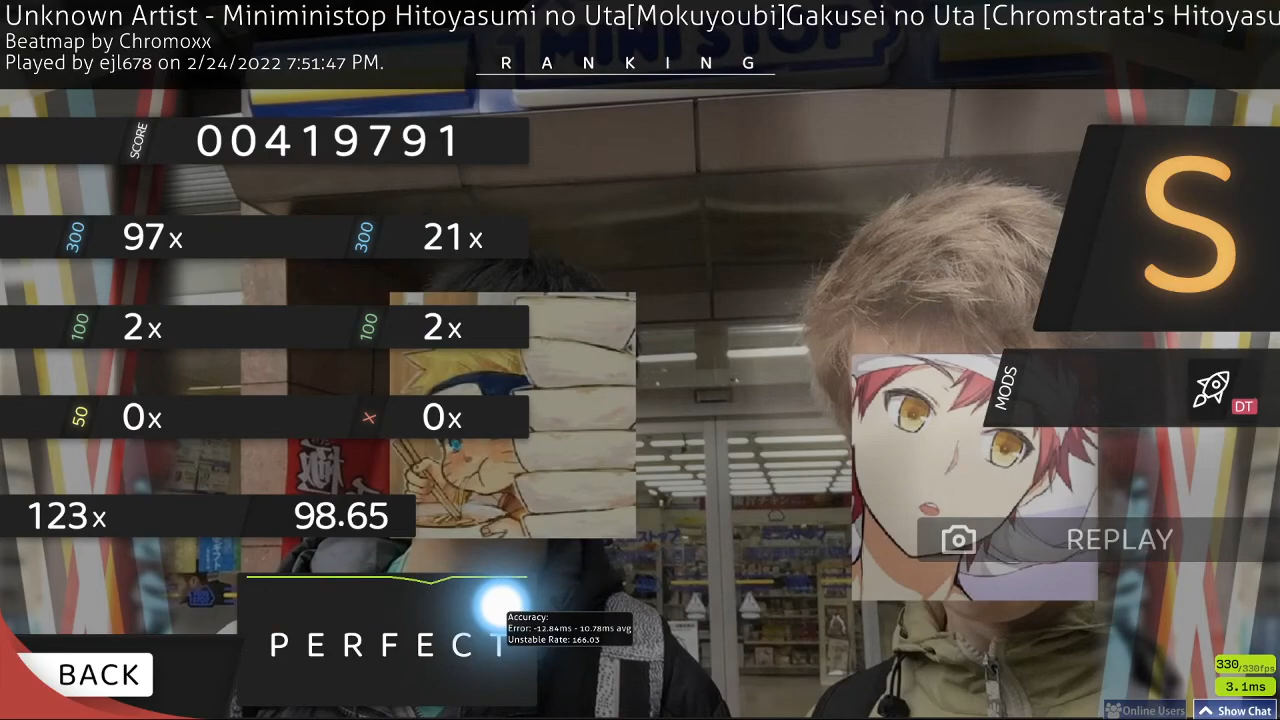 Unknown Artist - Miniministop Hitoyasumi no Uta[Mokuyoubi]Gakusei no Uta [Chromstrata's Hitoyasu
Beatmap by Chromoxx
Played by ejl678 on 2/24/2022 7:51:47 PM.
RANKING
MINI STOP
SCORE 00419791
300 97x 300 21x
100 2x 100 2x
50 0x X 0x
MODS
DT
123x 98.65
REPLAY
PERFECT
Accuracy:
Error: -12.84ms - 10.78ms avg
Unstable Rate: 166.03
BACK
330/330fps
3.1ms
Online Users
Show Chat